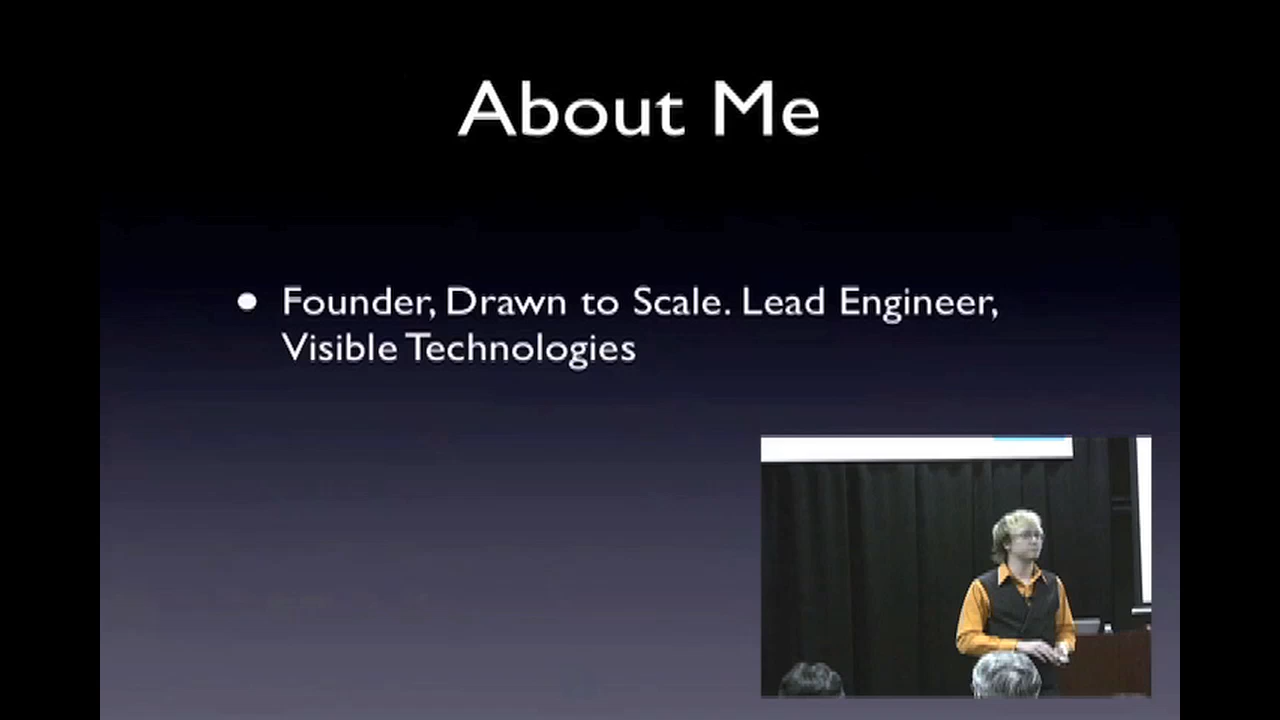 About Me
• Founder, Drawn to Scale. Lead Engineer,
Visible Technologies